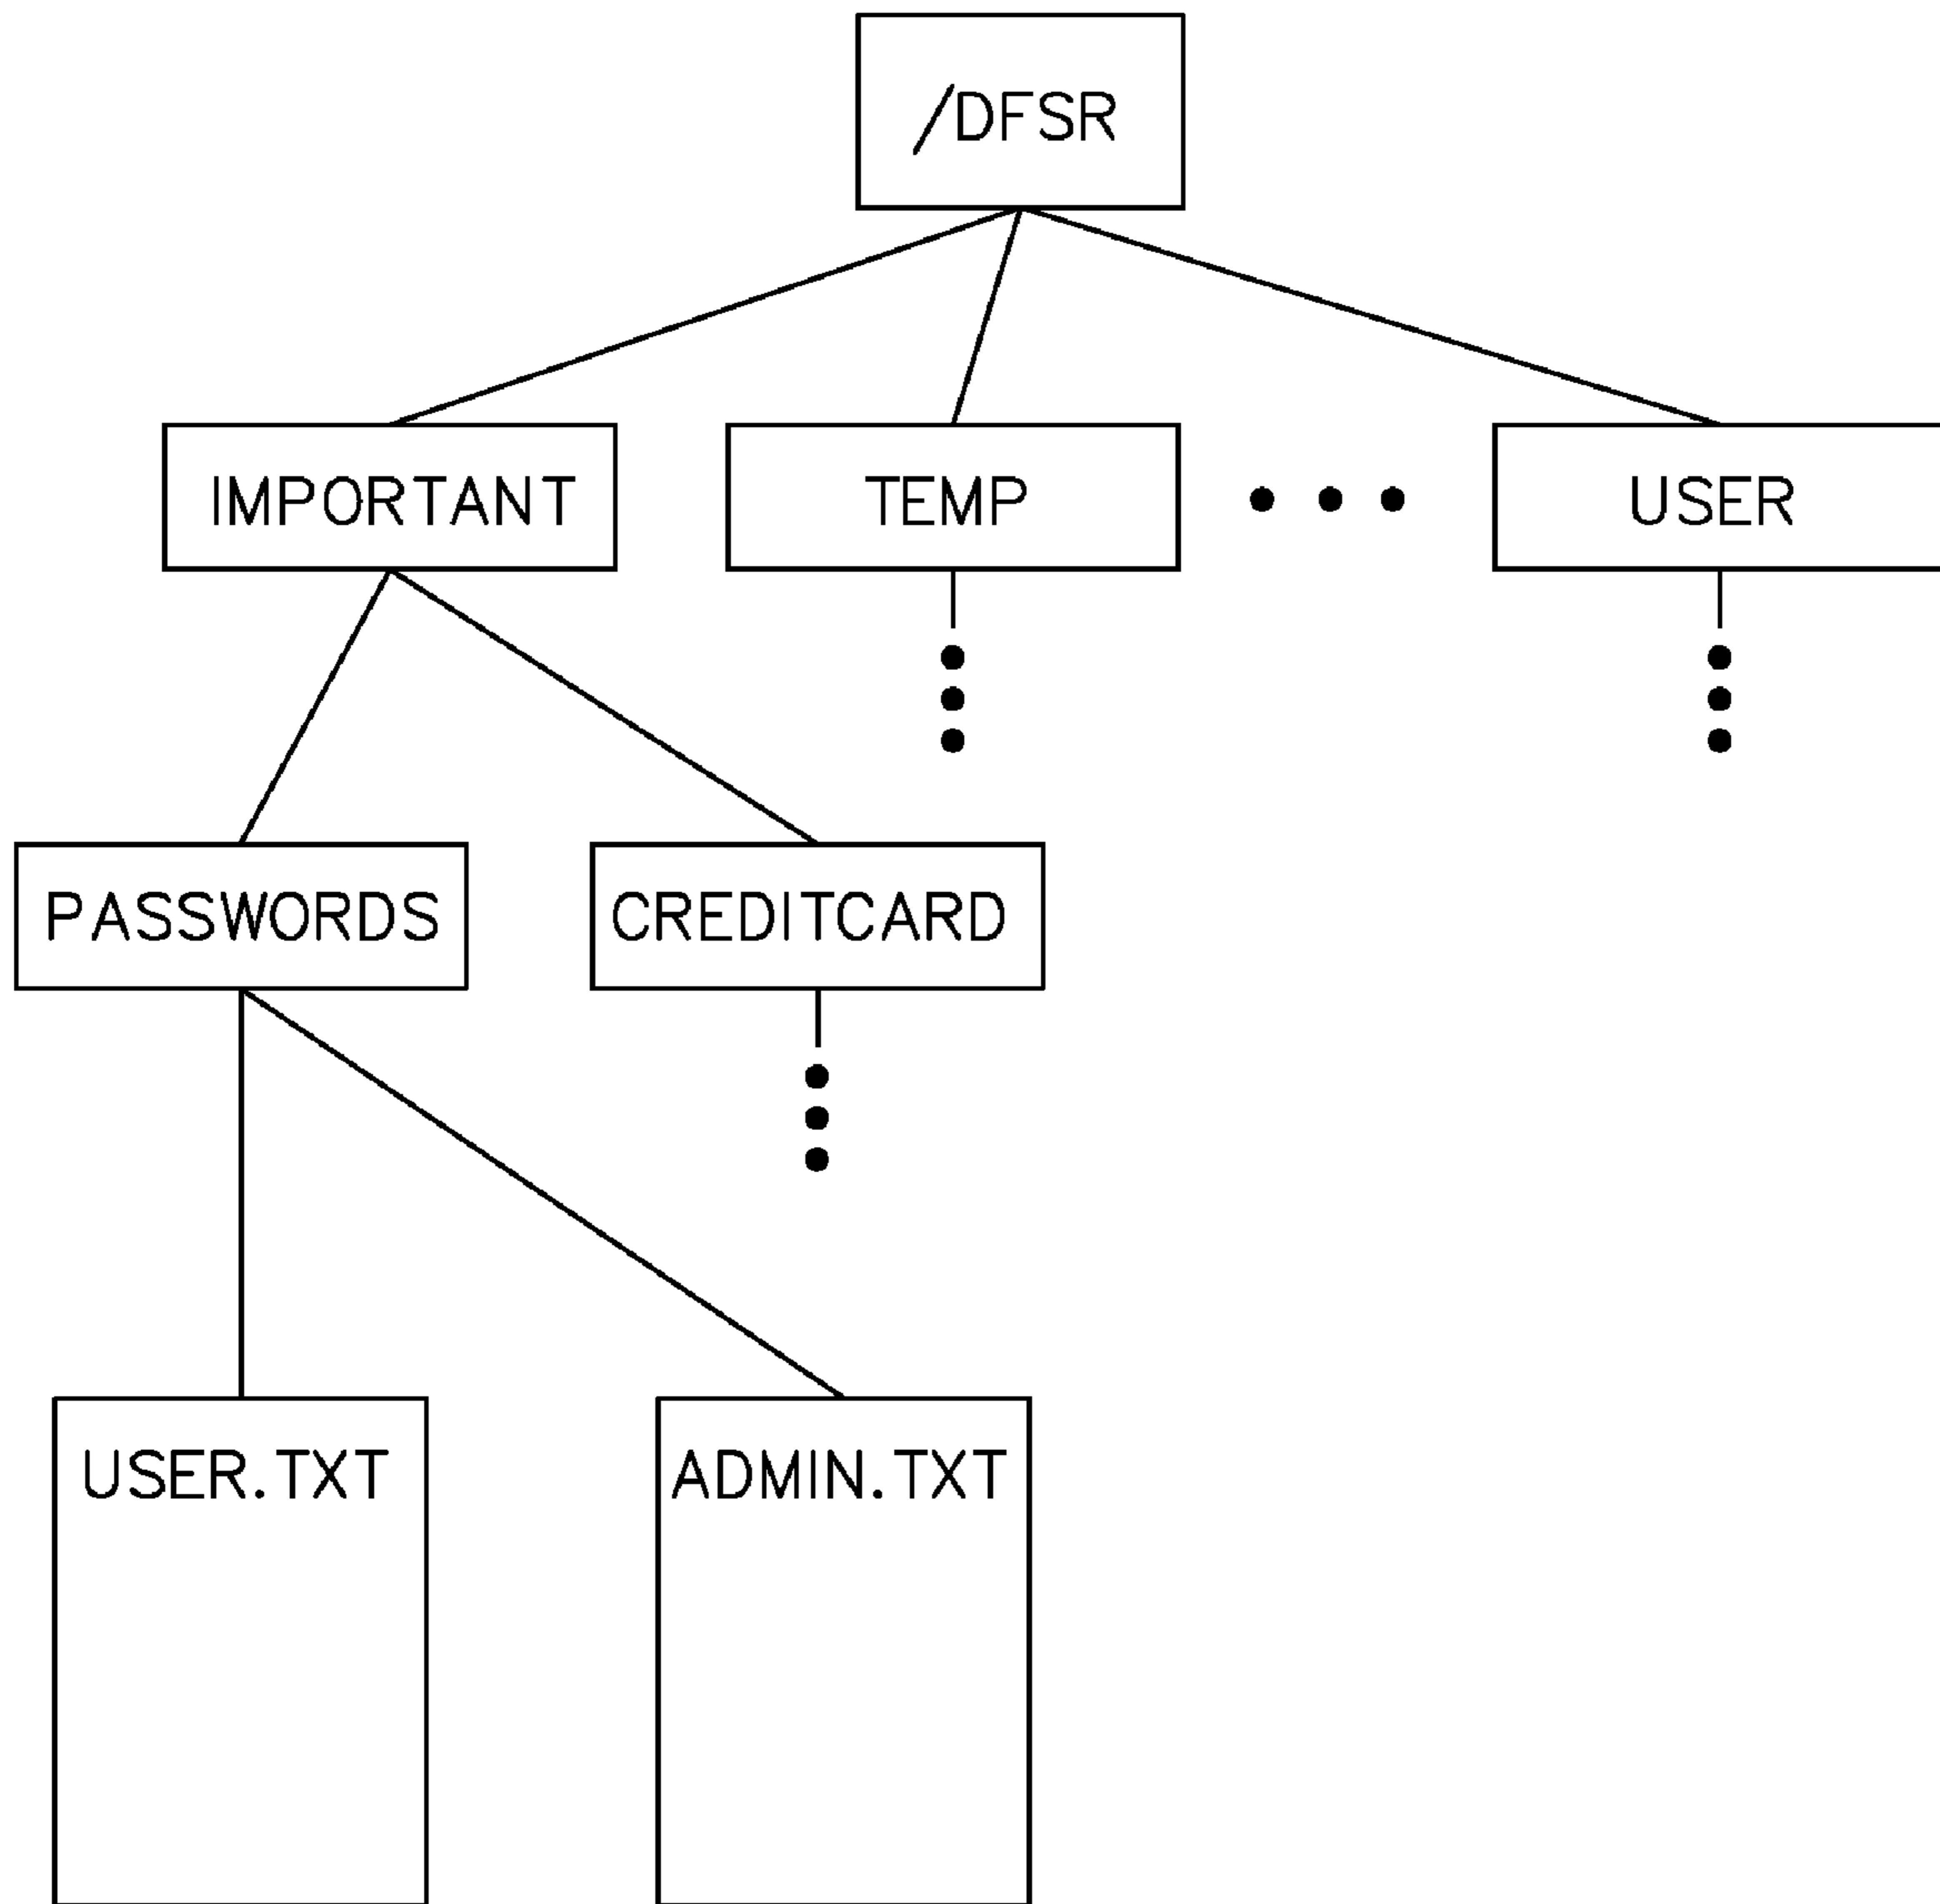 /DFSR
IMPORTANT
TEMP
USER
PASSWORDS
CREDITCARD
USER.TXT
ADMIN.TXT